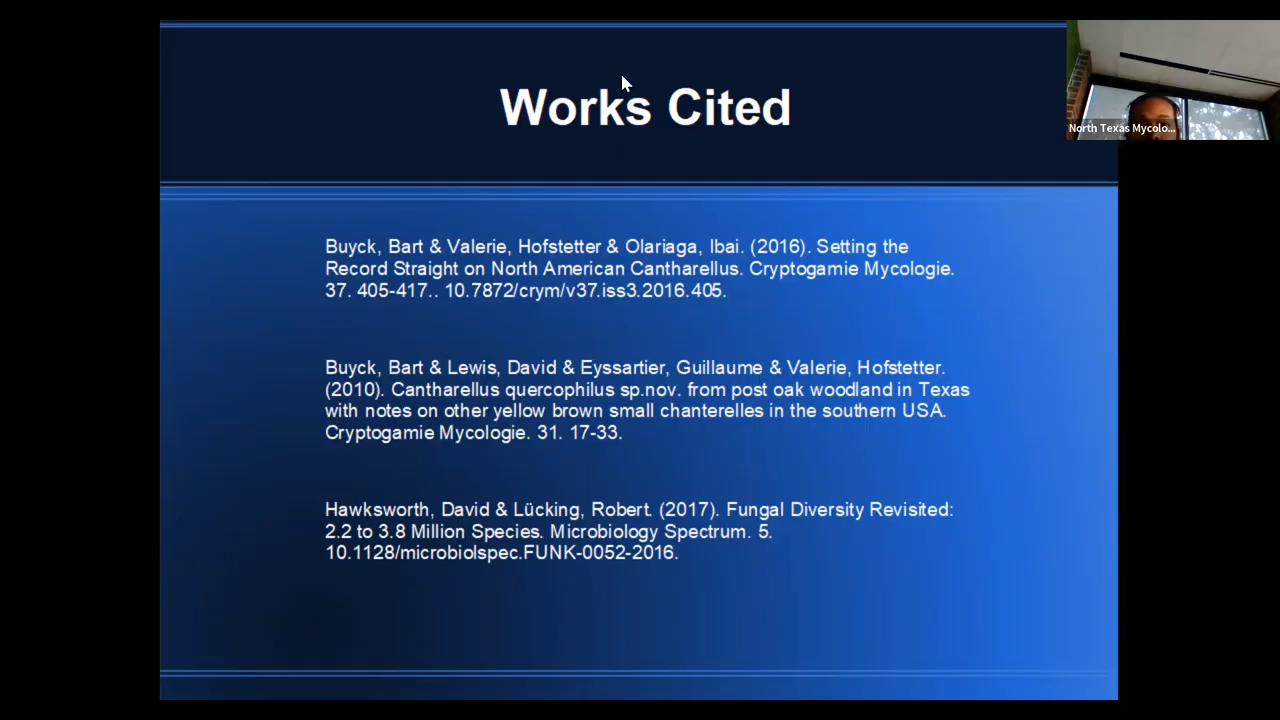 Works Cited
North Texas Mycolo...
Buyck, Bart & Valerie, Hofstetter & Olariaga, Ibai. (2016). Setting the
Record Straight on North American Cantharellus. Cryptogamie Mycologie.
37. 405-417.. 10.7872/crym/v37.iss3.2016.405.
Buyck, Bart & Lewis, David & Eyssartier, Guillaume & Valerie, Hofstetter.
(2010). Cantharellus quercophilus sp.nov. from post oak woodland in Texas
with notes on other yellow brown small chanterelles in the southern USA.
Cryptogamie Mycologie. 31. 17-33.
Hawksworth, David & Lücking, Robert. (2017). Fungal Diversity Revisited:
2.2 to 3.8 Million Species. Microbiology Spectrum. 5.
10.1128/microbiolspec.FUNK-0052-2016.